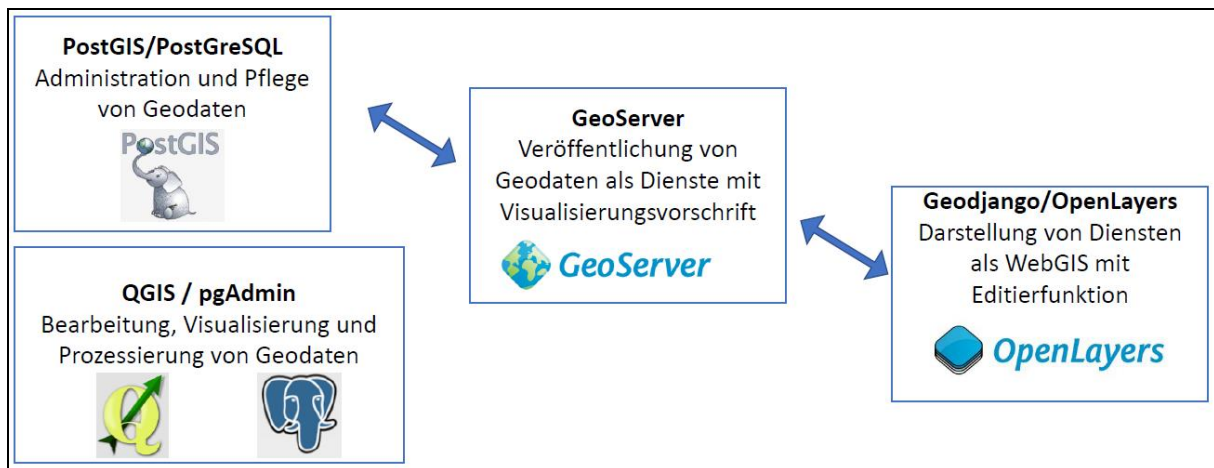 PostGIS/PostGreSQL
Administration und Pflege
von Geodaten
PostGIS
QGIS / pgAdmin
Bearbeitung, Visualisierung und
Prozessierung von Geodaten
GeoServer
Veröffentlichung von
Geodaten als Dienste mit
Visualisierungsvorschrift
GeoServer
Geodjango/OpenLayers
Darstellung von Diensten
als WebGIS mit
Editierfunktion
OpenLayers